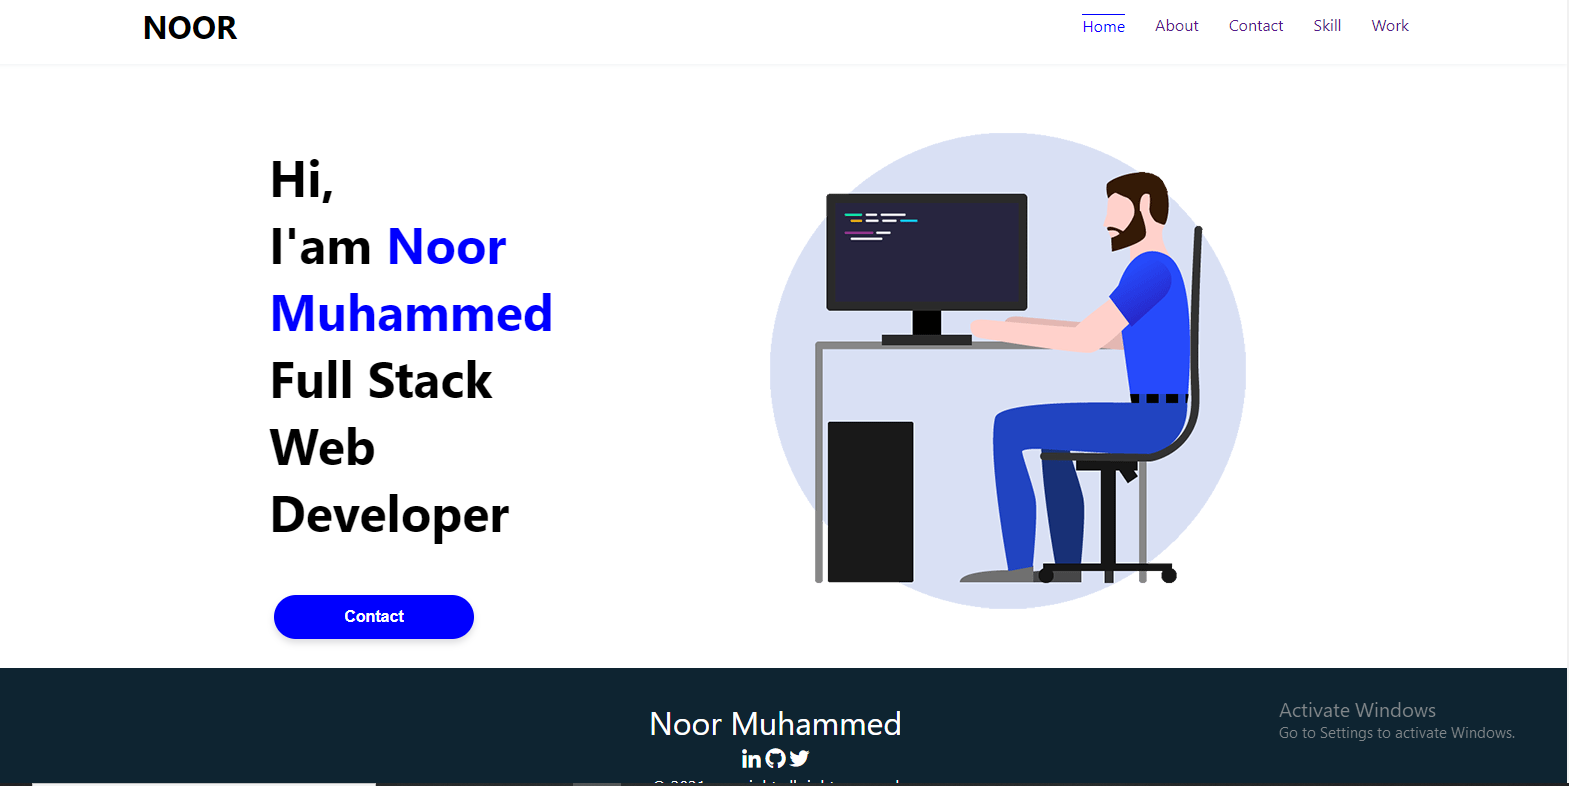 NOOR
Home About Contact Skill Work
Hi,
I'am Noor
Muhammed
Full Stack
Web
Developer
Contact
Noor Muhammed
Activate Windows
Go to Settings to activate Windows.